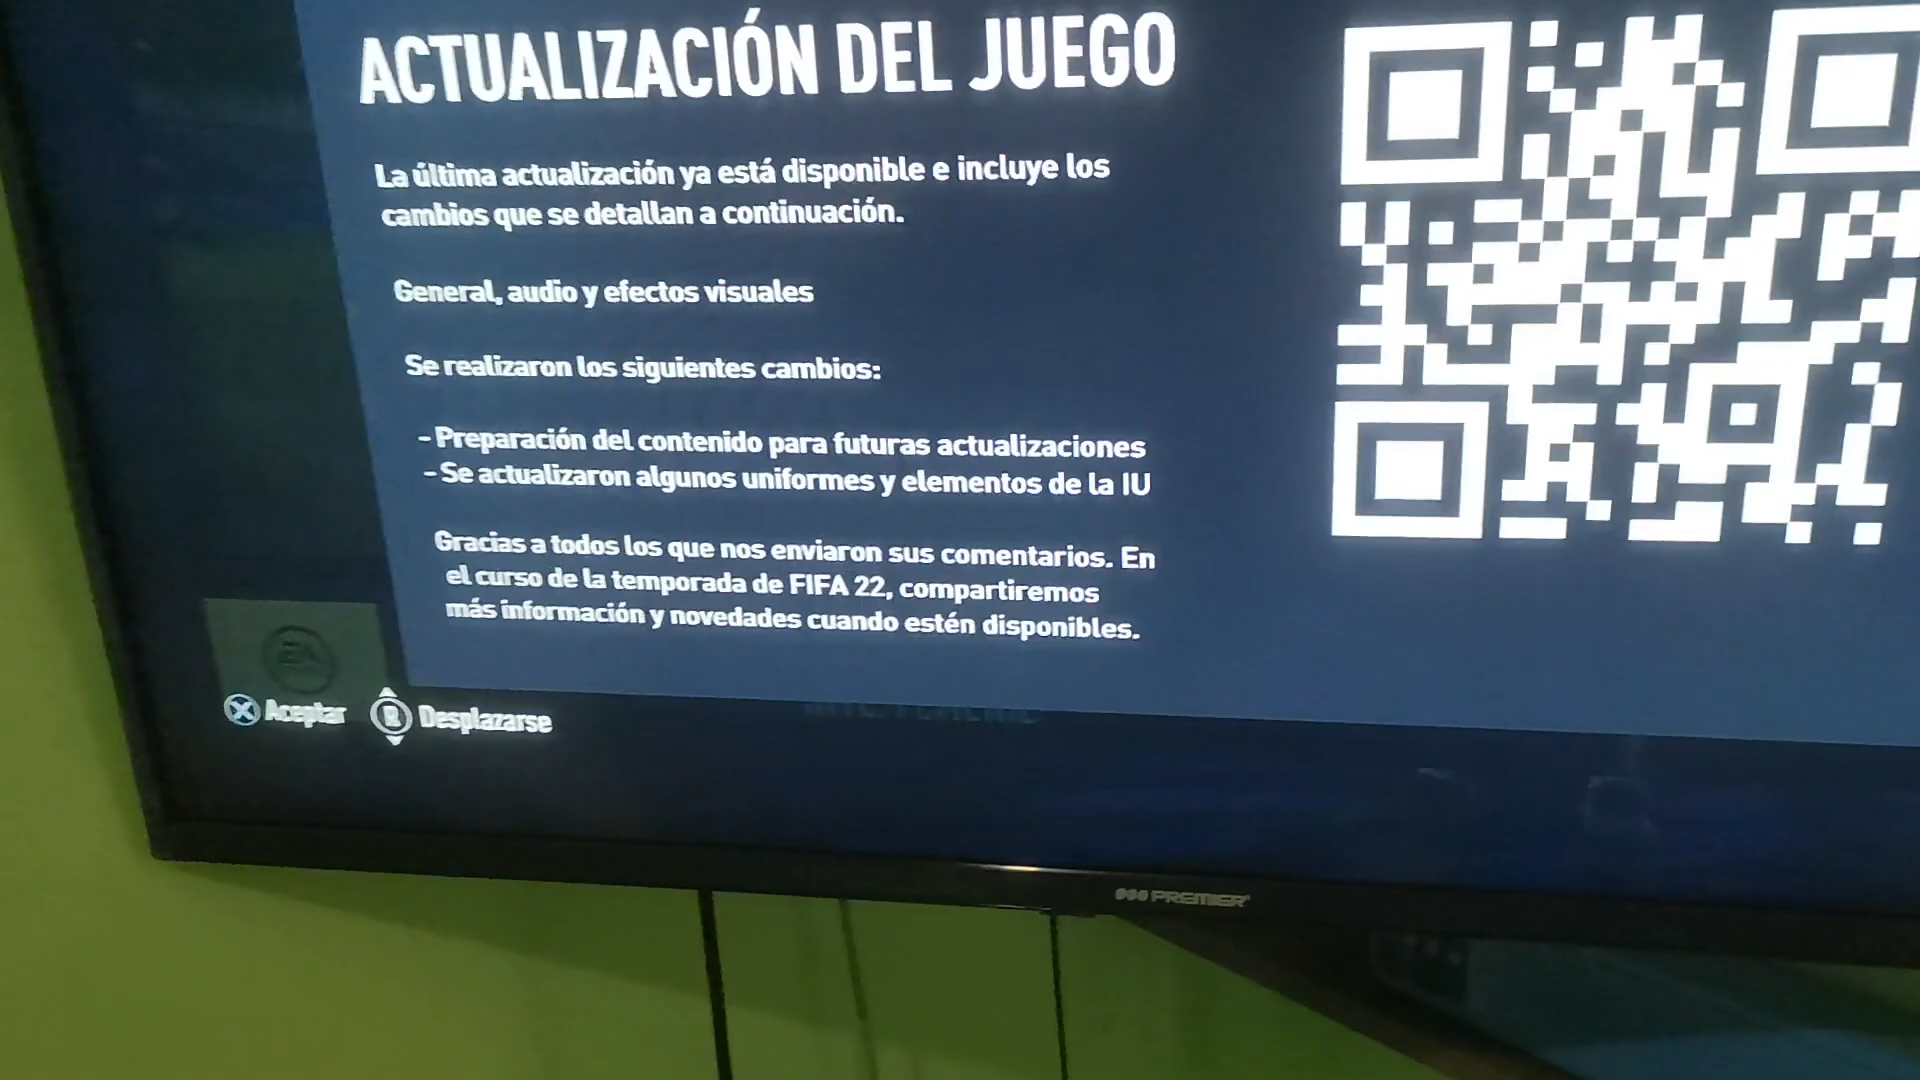 ACTUALIZACIÓN DEL JUEGO
La última actualización ya está disponible e incluye los
cambios que se detallan a continuación.
General, audio y efectos visuales
Se realizaron los siguientes cambios:
- Preparación del contenido para futuras actualizaciones
- Se actualizaron algunos uniformes y elementos de la IU
Gracias a todos los que nos enviaron sus comentarios. En
el curso de la temporada de FIFA 22, compartiremos
más información y novedades cuando estén disponibles.
EA
Aceptar R Desplazarse
PREMIER